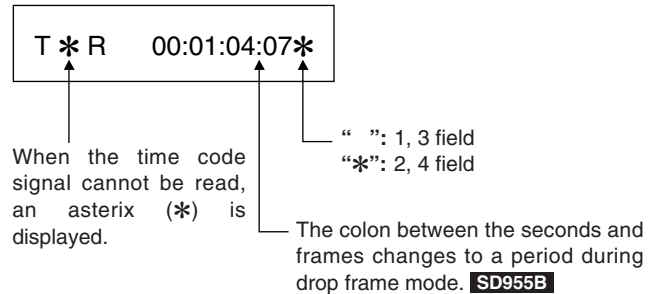 T ✱ R 00:01:04:07✱
“ ”: 1, 3 field
“✱”: 2, 4 field
When the time code
signal cannot be read,
an asterix (✱) is
displayed.
The colon between the seconds and
frames changes to a period during
drop frame mode. SD955B